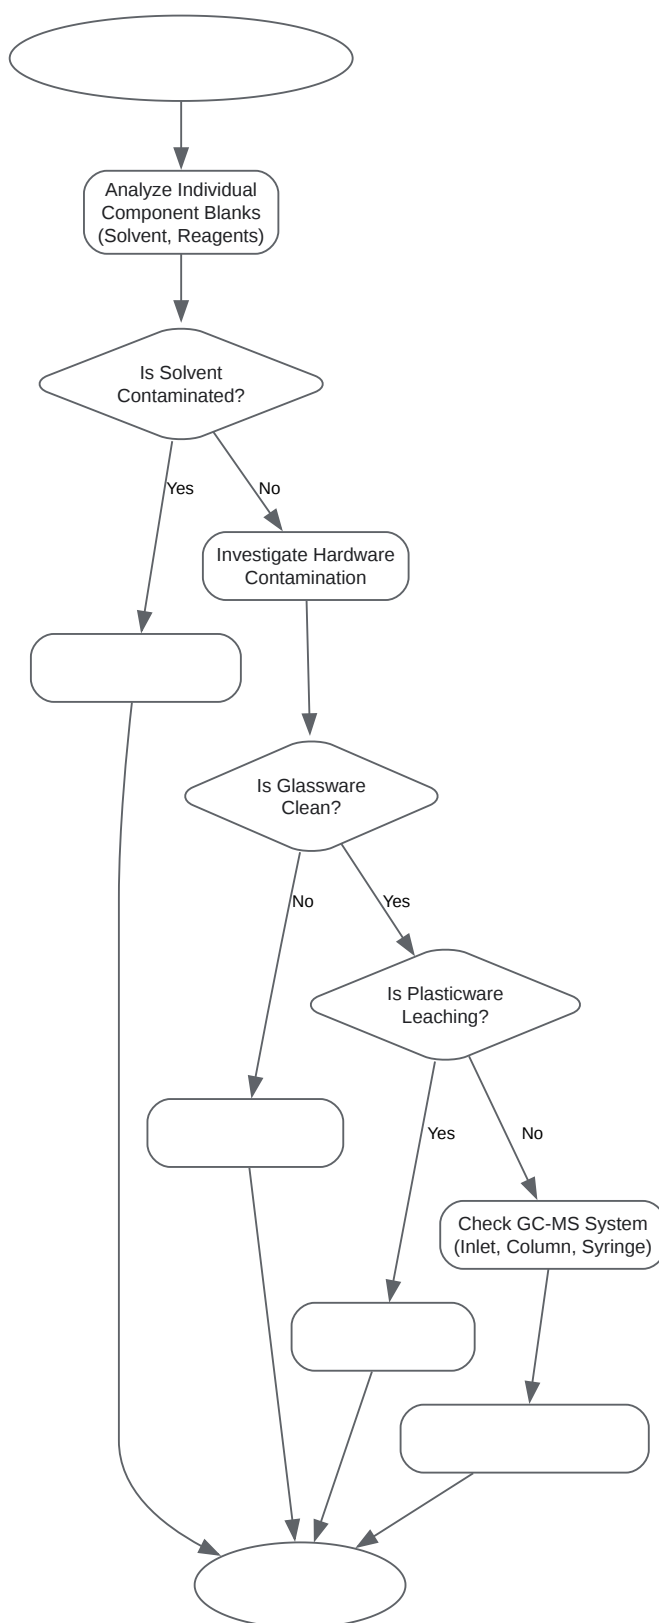 Analyze Individual
Component Blanks
(Solvent, Reagents)
Is Solvent
Contaminated?
Yes
No
Investigate Hardware
Contamination
Is Glassware
Clean?
No
Yes
Is Plasticware
Leaching?
Yes
No
Check GC-MS System
(Inlet, Column, Syringe)